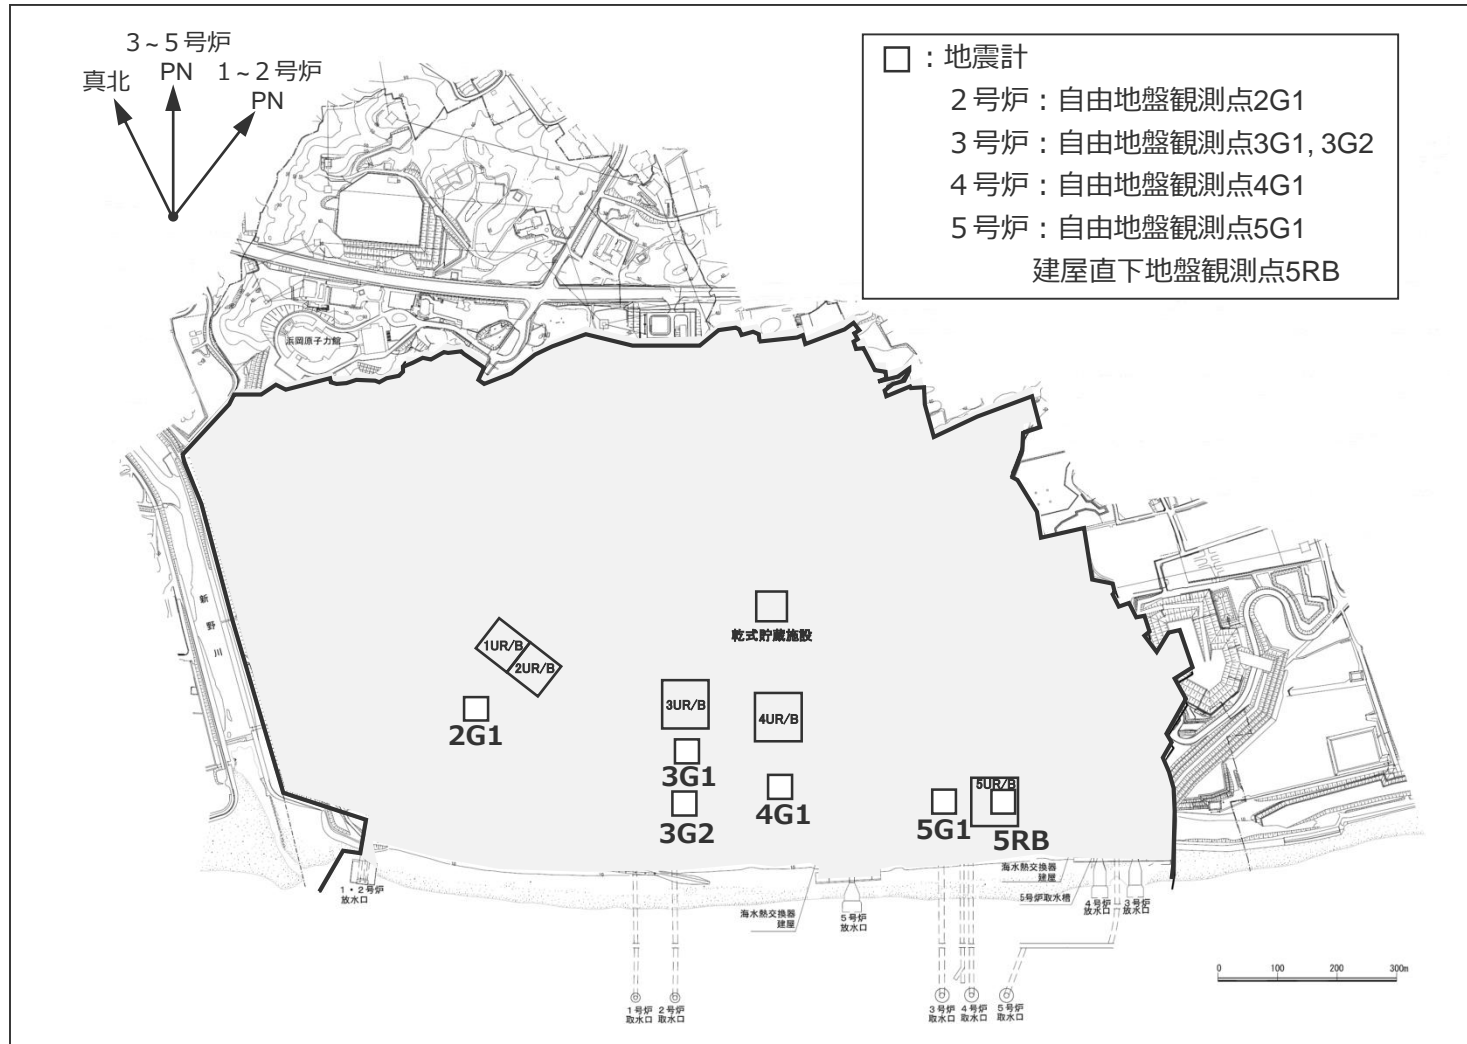 3~5号炉
PN
1~2号炉
PN
真北
□：地震計
2号炉：自由地盤観測点2G1
3号炉：自由地盤観測点3G1, 3G2
4号炉：自由地盤観測点4G1
5号炉：自由地盤観測点5G1
建屋直下地盤観測点5RB
浜岡原子力館
新野川
乾式貯蔵施設
1UR/B
2UR/B
3UR/B
4UR/B
2G1
3G1
3G2
4G1
5UR/B
5G1
5RB
1・2号炉
放水口
海水熱交換器
建屋
5号炉
放水口
海水熱交換器
建屋
5号炉取水槽
4号炉
放水口
3号炉
放水口
1号炉
取水口
2号炉
取水口
3号炉
取水口
4号炉
取水口
5号炉
取水口
0 100 200 300m